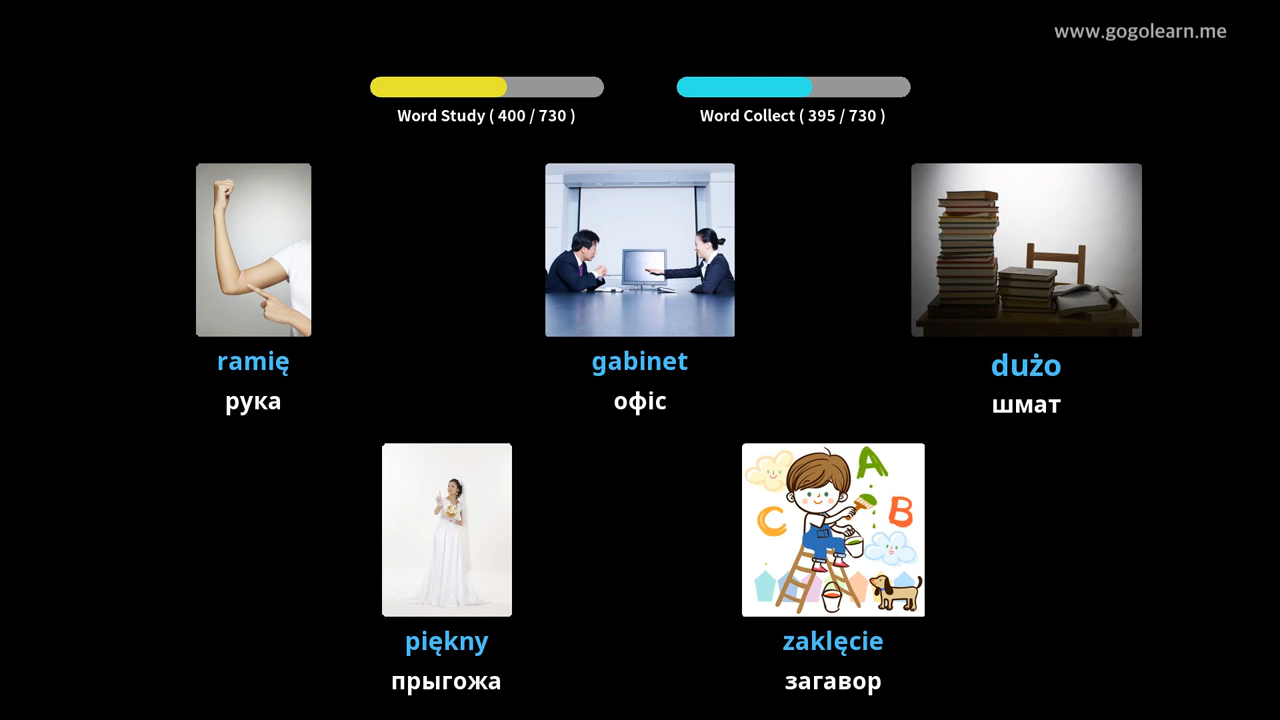 www.gogolearn.me
Word Study ( 400 / 730 )
Word Collect ( 395 / 730 )
ramię
рука
gabinet
офіс
dużo
шмат
A
B
C
piękny
прыгожа
zaklęcie
загавор